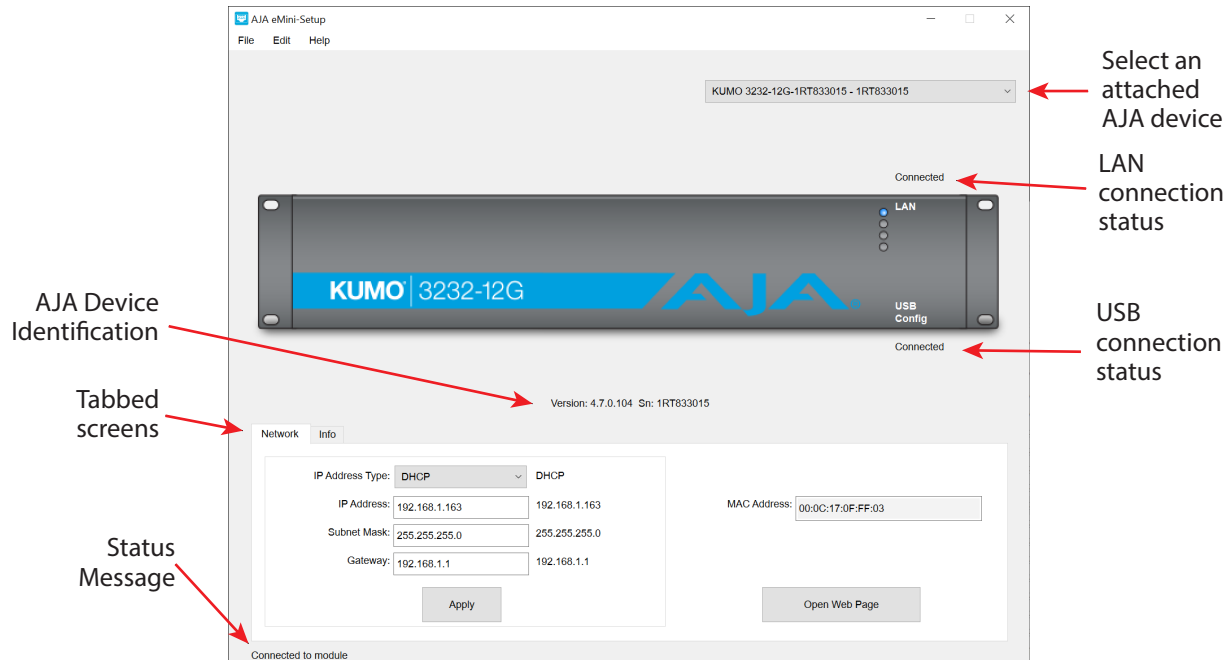 AJA eMini-Setup
File Edit Help
KUMO 3232-12G-1RT833015 - 1RT833015
Select an
attached
AJA device
Connected
LAN
connection
status
LAN
KUMO 3232-12G
AJA
USB
Config
AJA Device
Identification
Connected
USB
connection
status
Version: 4.7.0.104 Sn: 1RT833015
Tabbed
screens
Network Info
IP Address Type: DHCP DHCP
IP Address: 192.168.1.163 192.168.1.163
MAC Address: 00:0C:17:0F:FF:03
Subnet Mask: 255.255.255.0 255.255.255.0
Gateway: 192.168.1.1 192.168.1.1
Status
Message
Apply
Open Web Page
Connected to module